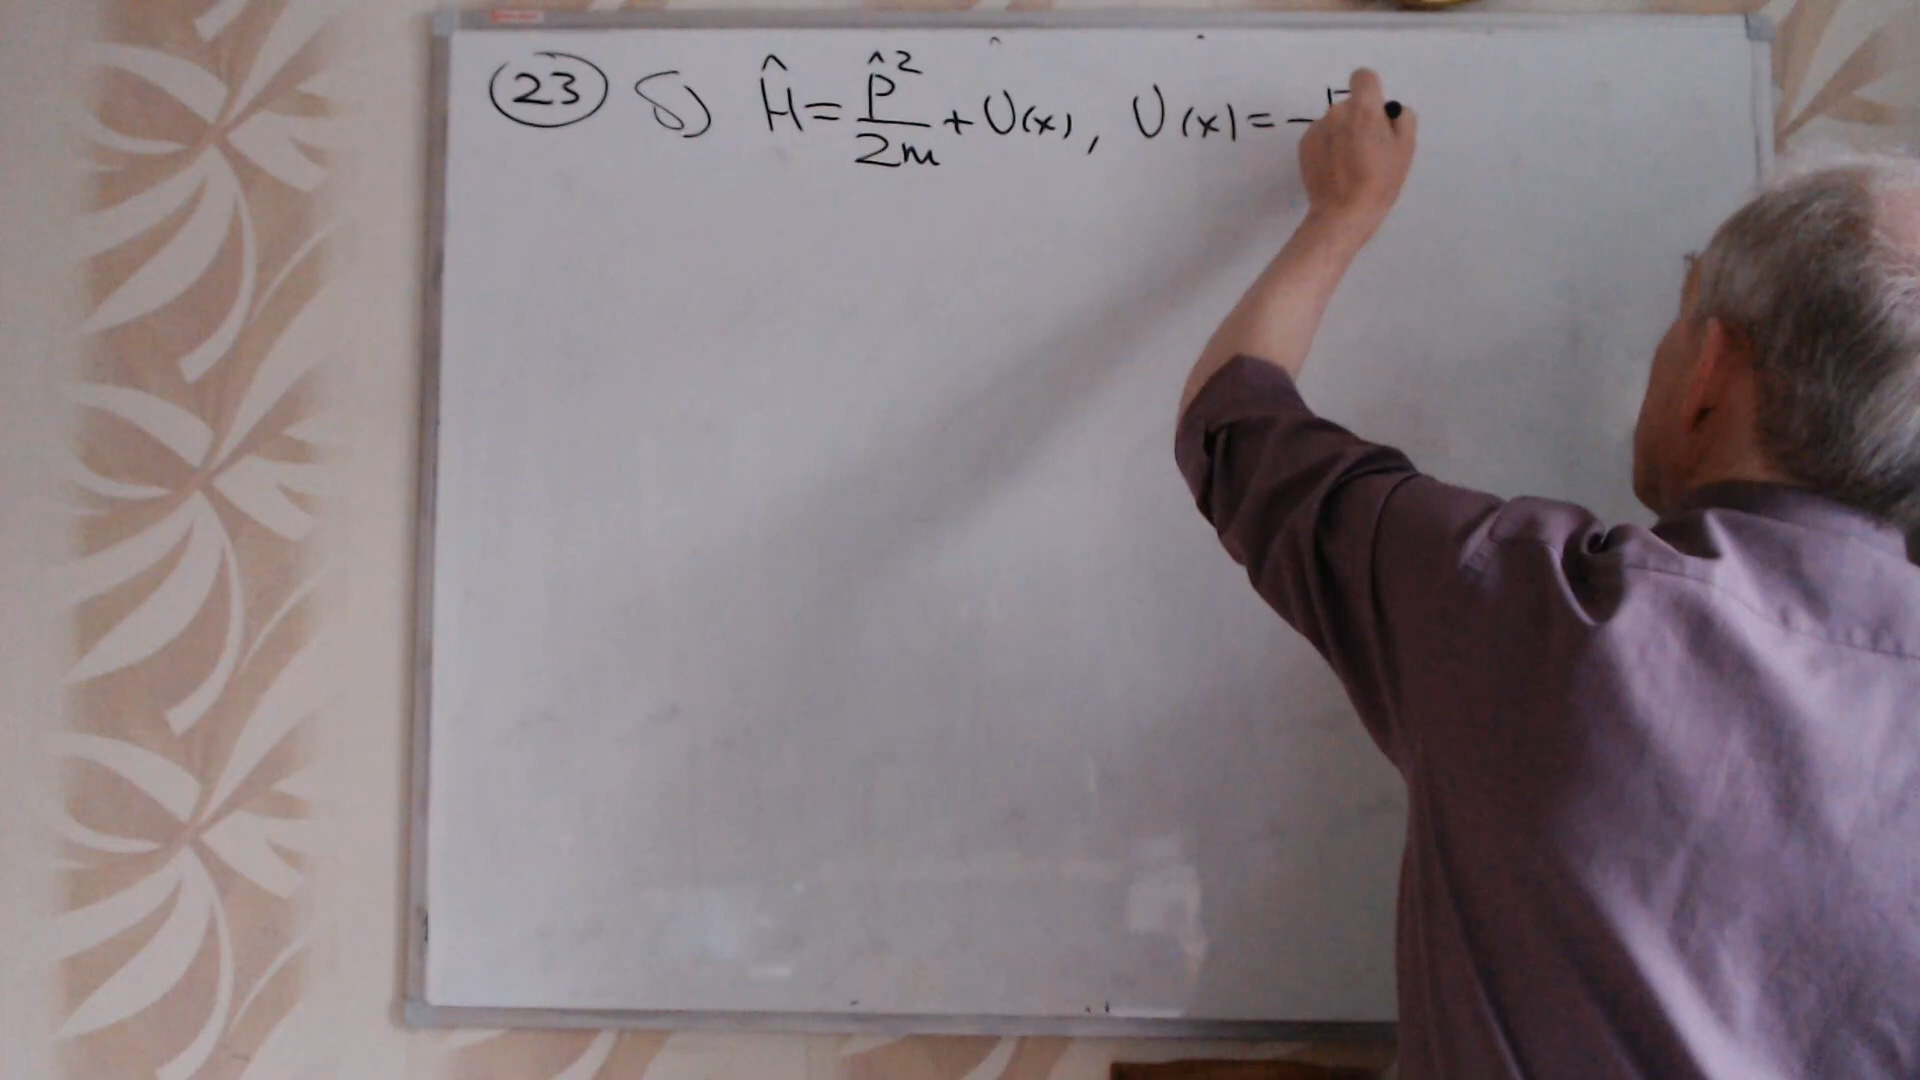 23 б) Ĥ = p̂²/2m + U(x), U(x) = −